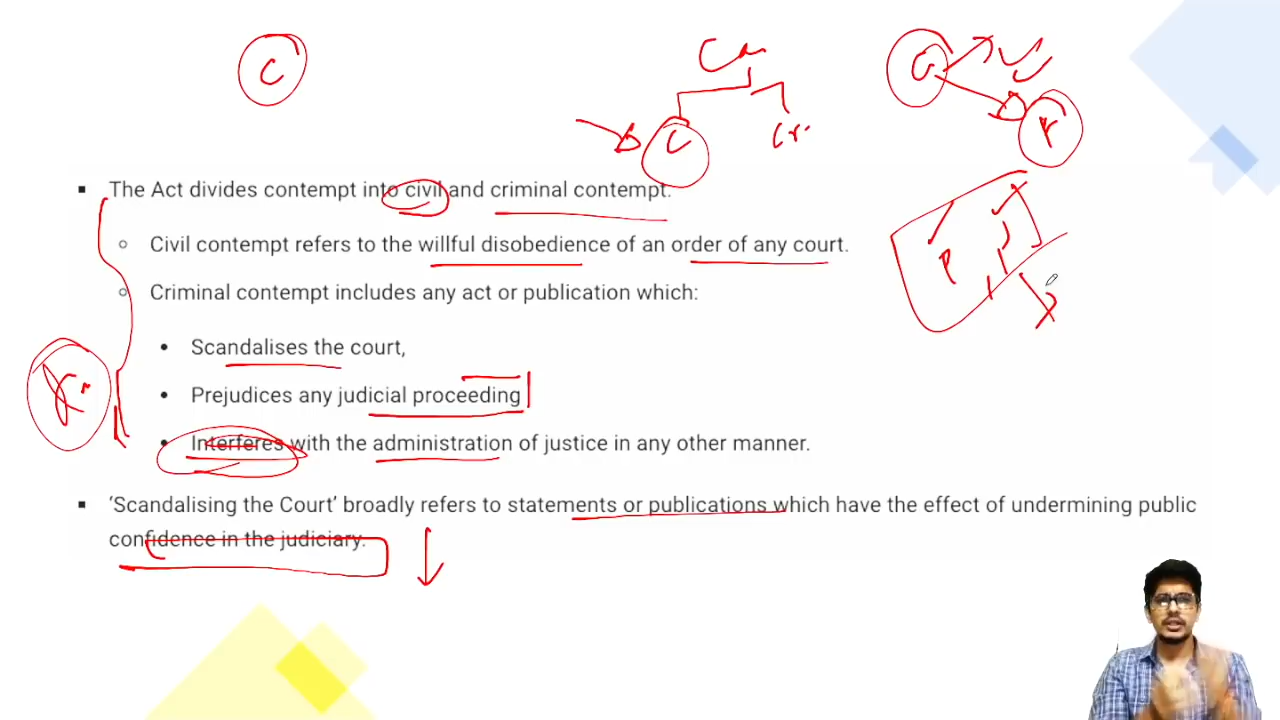 C
C
Cr.
▪ The Act divides contempt into civil and criminal contempt.
○ Civil contempt refers to the willful disobedience of an order of any court.
○ Criminal contempt includes any act or publication which:
• Scandalises the court,
• Prejudices any judicial proceeding
• Interferes with the administration of justice in any other manner.
▪ ‘Scandalising the Court’ broadly refers to statements or publications which have the effect of undermining public
confidence in the judiciary.